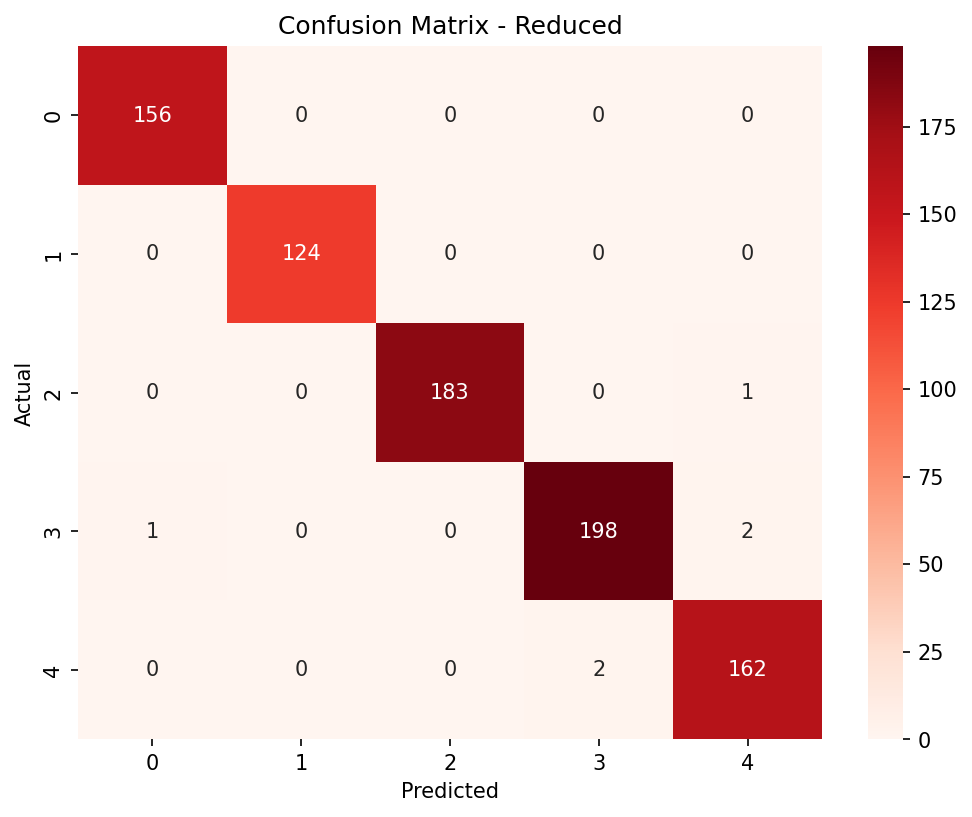 Confusion Matrix - Reduced
0 156 0 0 0 0
1 0 124 0 0 0
2 0 0 183 0 1
3 1 0 0 198 2
4 0 0 0 2 162
0 1 2 3 4
Actual
Predicted
175
150
125
100
75
50
25
0